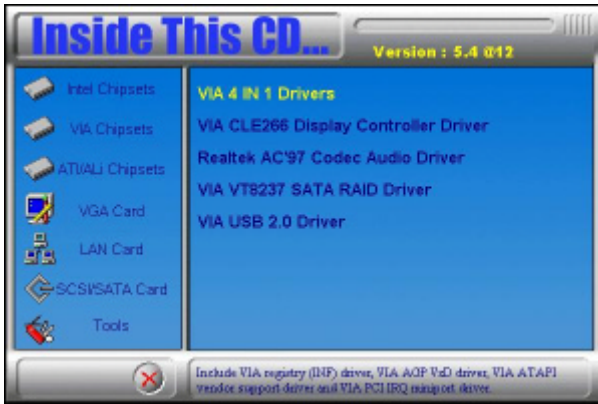 Inside This CD...
Version : 5.4 @12
Intel Chipsets
VIA Chipsets
ATI/ALi Chipsets
VGA Card
LAN Card
SCSI/SATA Card
Tools
VIA 4 IN 1 Drivers
VIA CLE266 Display Controller Driver
Realtek AC'97 Codec Audio Driver
VIA VT8237 SATA RAID Driver
VIA USB 2.0 Driver
Include VIA registry (INF) driver, VIA AGP VxD driver, VIA ATAPI
vendor support driver and VIA PCI IRQ miniport driver.